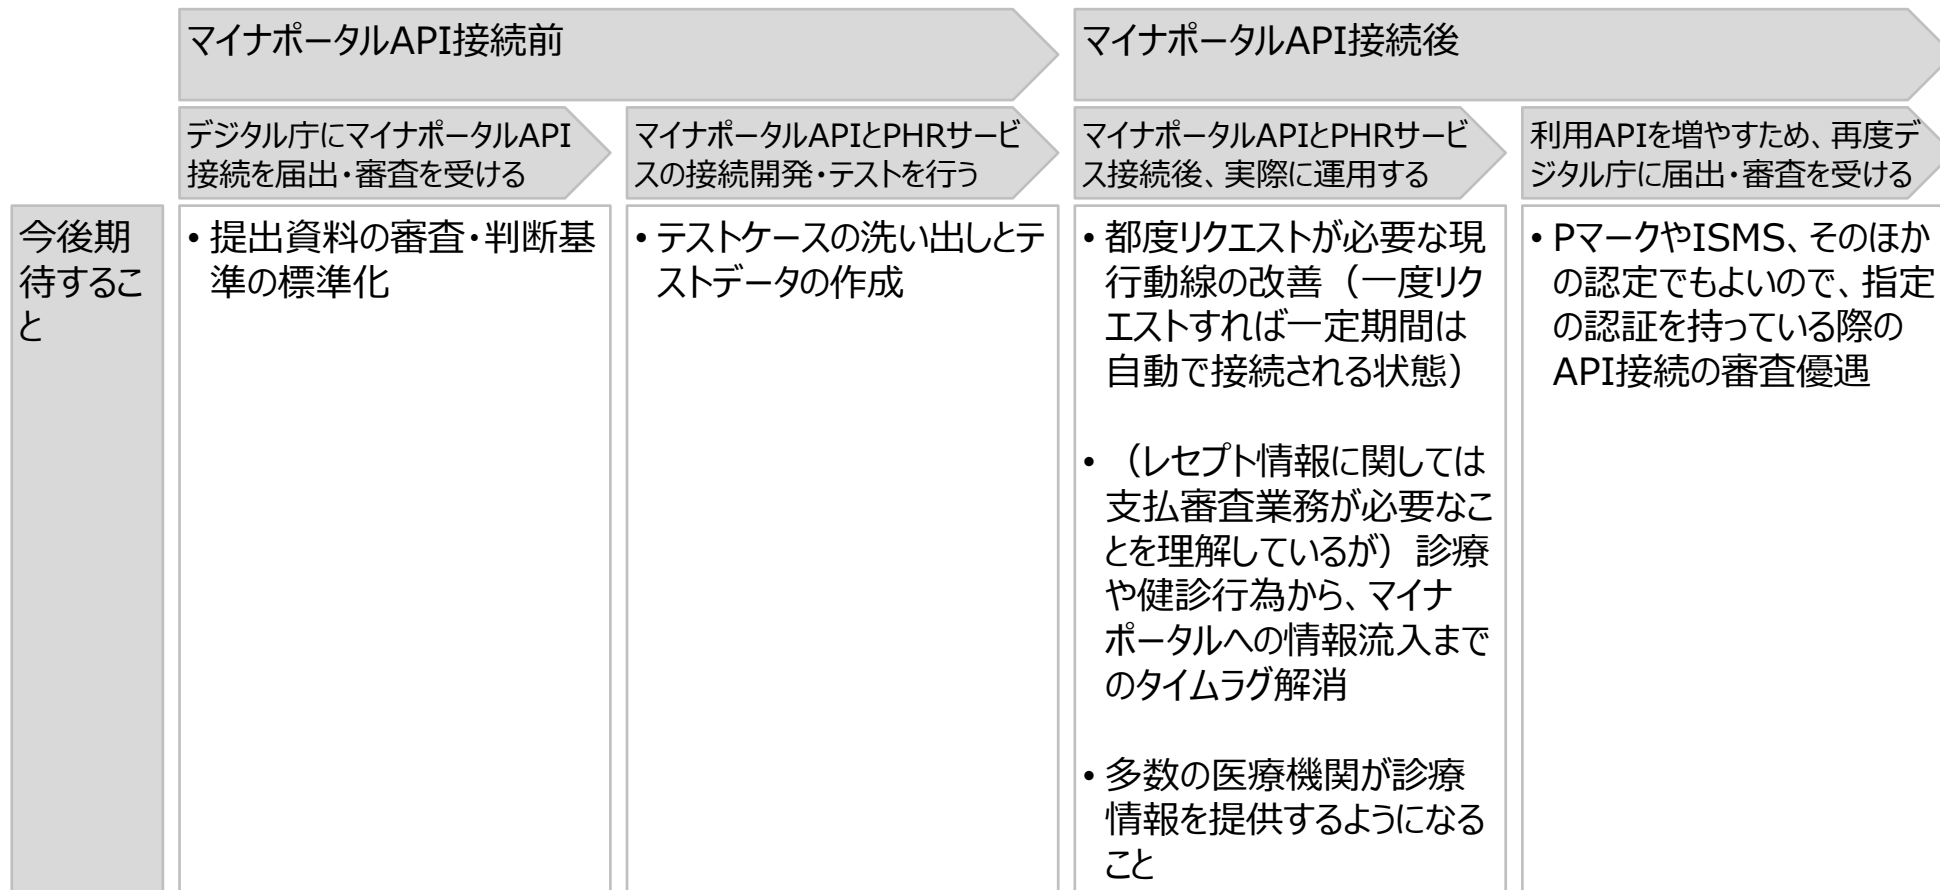 マイナポータルAPI接続前
マイナポータルAPI接続後
デジタル庁にマイナポータルAPI
接続を届出・審査を受ける
マイナポータルAPIとPHRサービ
スの接続開発・テストを行う
マイナポータルAPIとPHRサービ
ス接続後、実際に運用する
利用APIを増やすため、再度デ
ジタル庁に届出・審査を受ける
今後期
待するこ
と
• 提出資料の審査・判断基
準の標準化
• テストケースの洗い出しとテ
ストデータの作成
• 都度リクエストが必要な現
行動線の改善（一度リク
エストすれば一定期間は
自動で接続される状態）
• （レセプト情報に関しては
支払審査業務が必要なこ
とを理解しているが）診療
や健診行為から、マイナ
ポータルへの情報流入まで
のタイムラグ解消
• 多数の医療機関が診療
情報を提供するようになる
こと
• PマークやISMS、そのほか
の認定でもよいので、指定
の認証を持っている際の
API接続の審査優遇